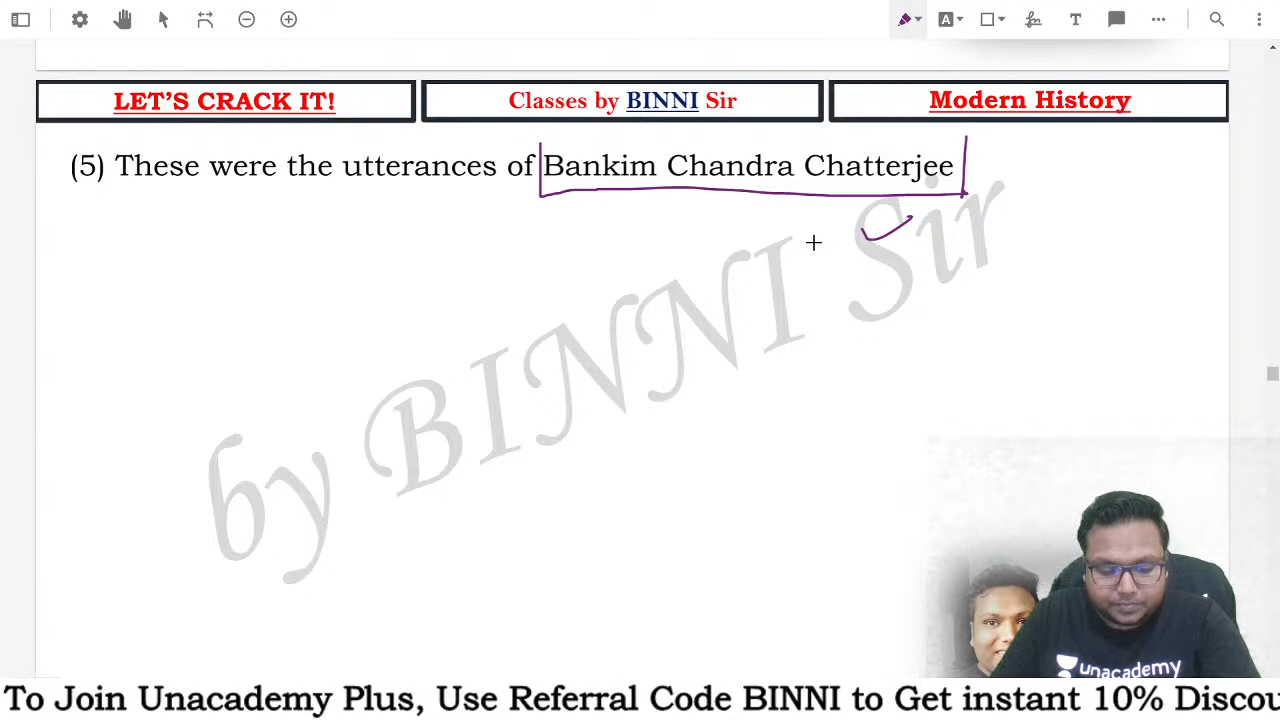 LET'S CRACK IT!
Classes by BINNI Sir
Modern History
(5) These were the utterances of Bankim Chandra Chatterjee
by BINNI Sir
unacademy
To Join Unacademy Plus, Use Referral Code BINNI to Get instant 10% Discou